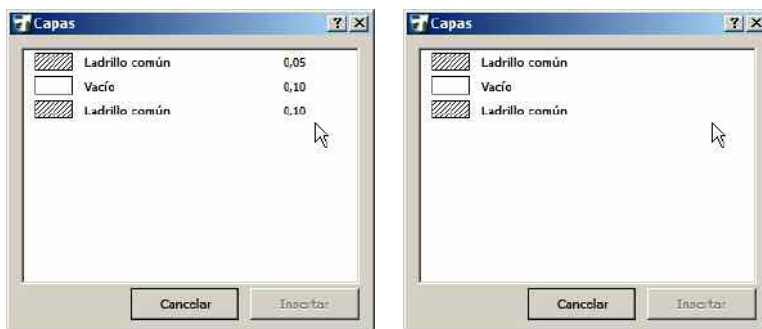 Capas
Ladrillo común 0,05
Vacío 0,10
Ladrillo común 0,10
Cancelar Insertar
Capas
Ladrillo común
Vacío
Ladrillo común
Cancelar Insertar